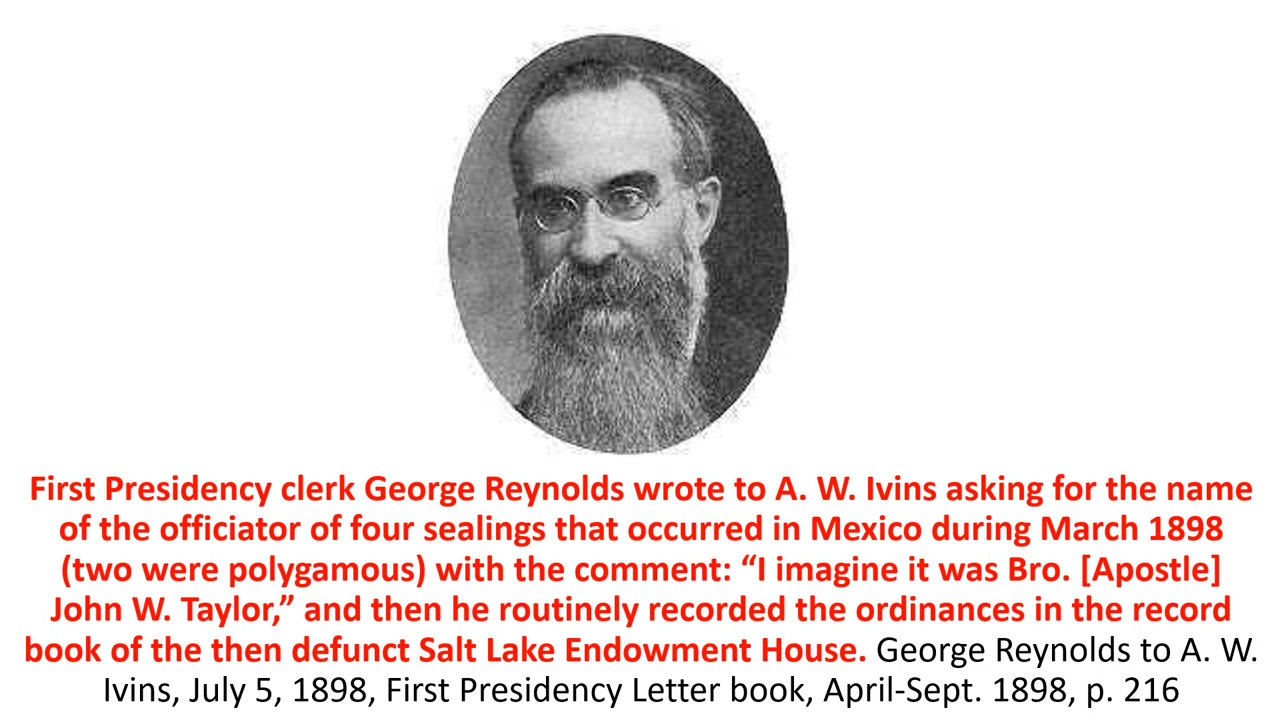 First Presidency clerk George Reynolds wrote to A. W. Ivins asking for the name
of the officiator of four sealings that occurred in Mexico during March 1898
(two were polygamous) with the comment: “I imagine it was Bro. [Apostle]
John W. Taylor,” and then he routinely recorded the ordinances in the record
book of the then defunct Salt Lake Endowment House. George Reynolds to A. W.
Ivins, July 5, 1898, First Presidency Letter book, April-Sept. 1898, p. 216